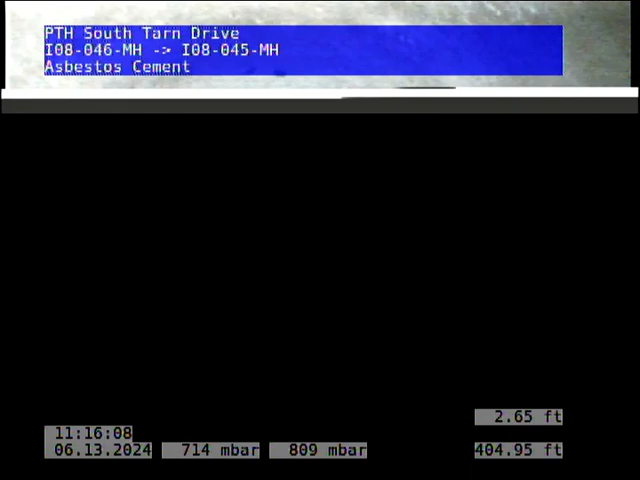 PTH South Tarn Drive
I08-046-MH -> I08-045-MH
Asbestos Cement
2.65 ft
11:16:08
06.13.2024 714 mbar 809 mbar 404.95 ft